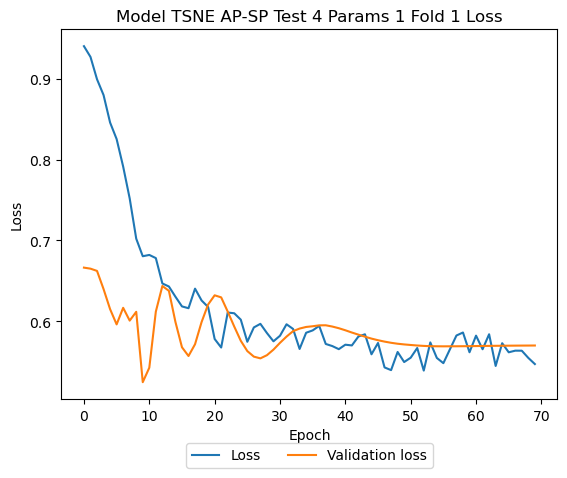 Model TSNE AP-SP Test 4 Params 1 Fold 1 Loss
0.9
0.8
0.7
0.6
Loss
0 10 20 30 40 50 60 70
Epoch
Loss Validation loss